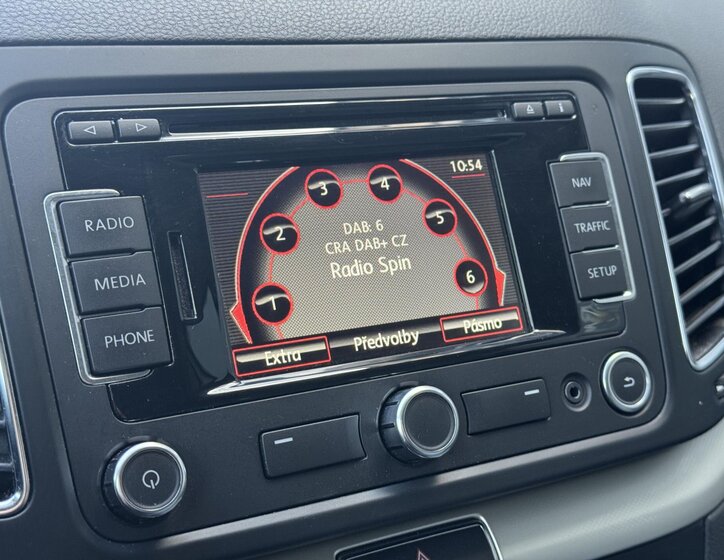 10:54
3
4
2
5
1
6
DAB: 6
CRA DAB+ CZ
Radio Spin
Extra
Předvolby
Pásmo
RADIO
MEDIA
PHONE
NAV
TRAFFIC
SETUP
i